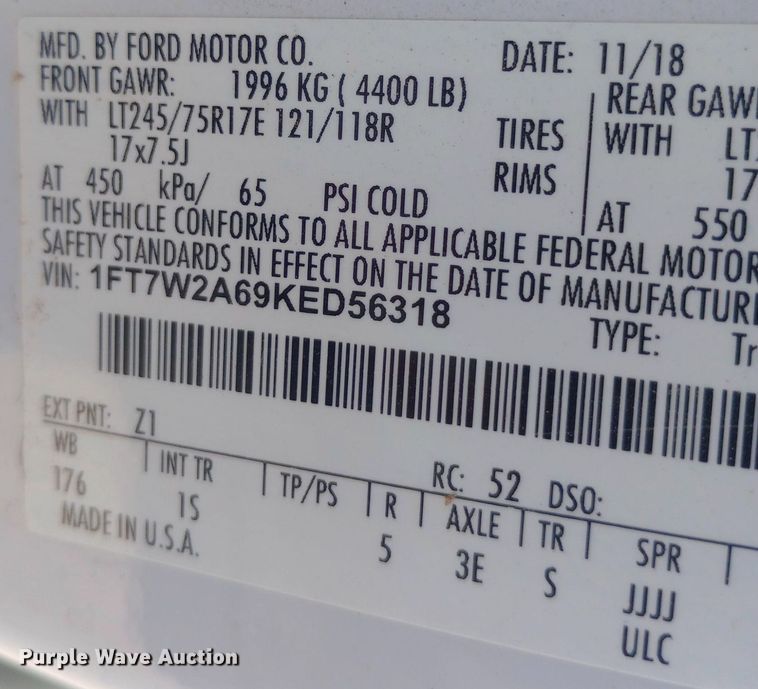 MFD. BY FORD MOTOR CO. DATE: 11/18
FRONT GAWR: 1996 KG ( 4400 LB) REAR GAW
WITH LT245/75R17E 121/118R TIRES WITH LT
17x7.5J RIMS 17
AT 450 kPa/ 65 PSI COLD AT 550
THIS VEHICLE CONFORMS TO ALL APPLICABLE FEDERAL MOTOR
SAFETY STANDARDS IN EFFECT ON THE DATE OF MANUFACTUR
VIN: 1FT7W2A69KED56318
TYPE: Tr
EXT PNT: Z1 RC: 52 DSO:
WB INT TR TP/PS R AXLE TR SPR
176 1S 5 3E S JJJJ
MADE IN U.S.A. ULC
Purple Wave Auction